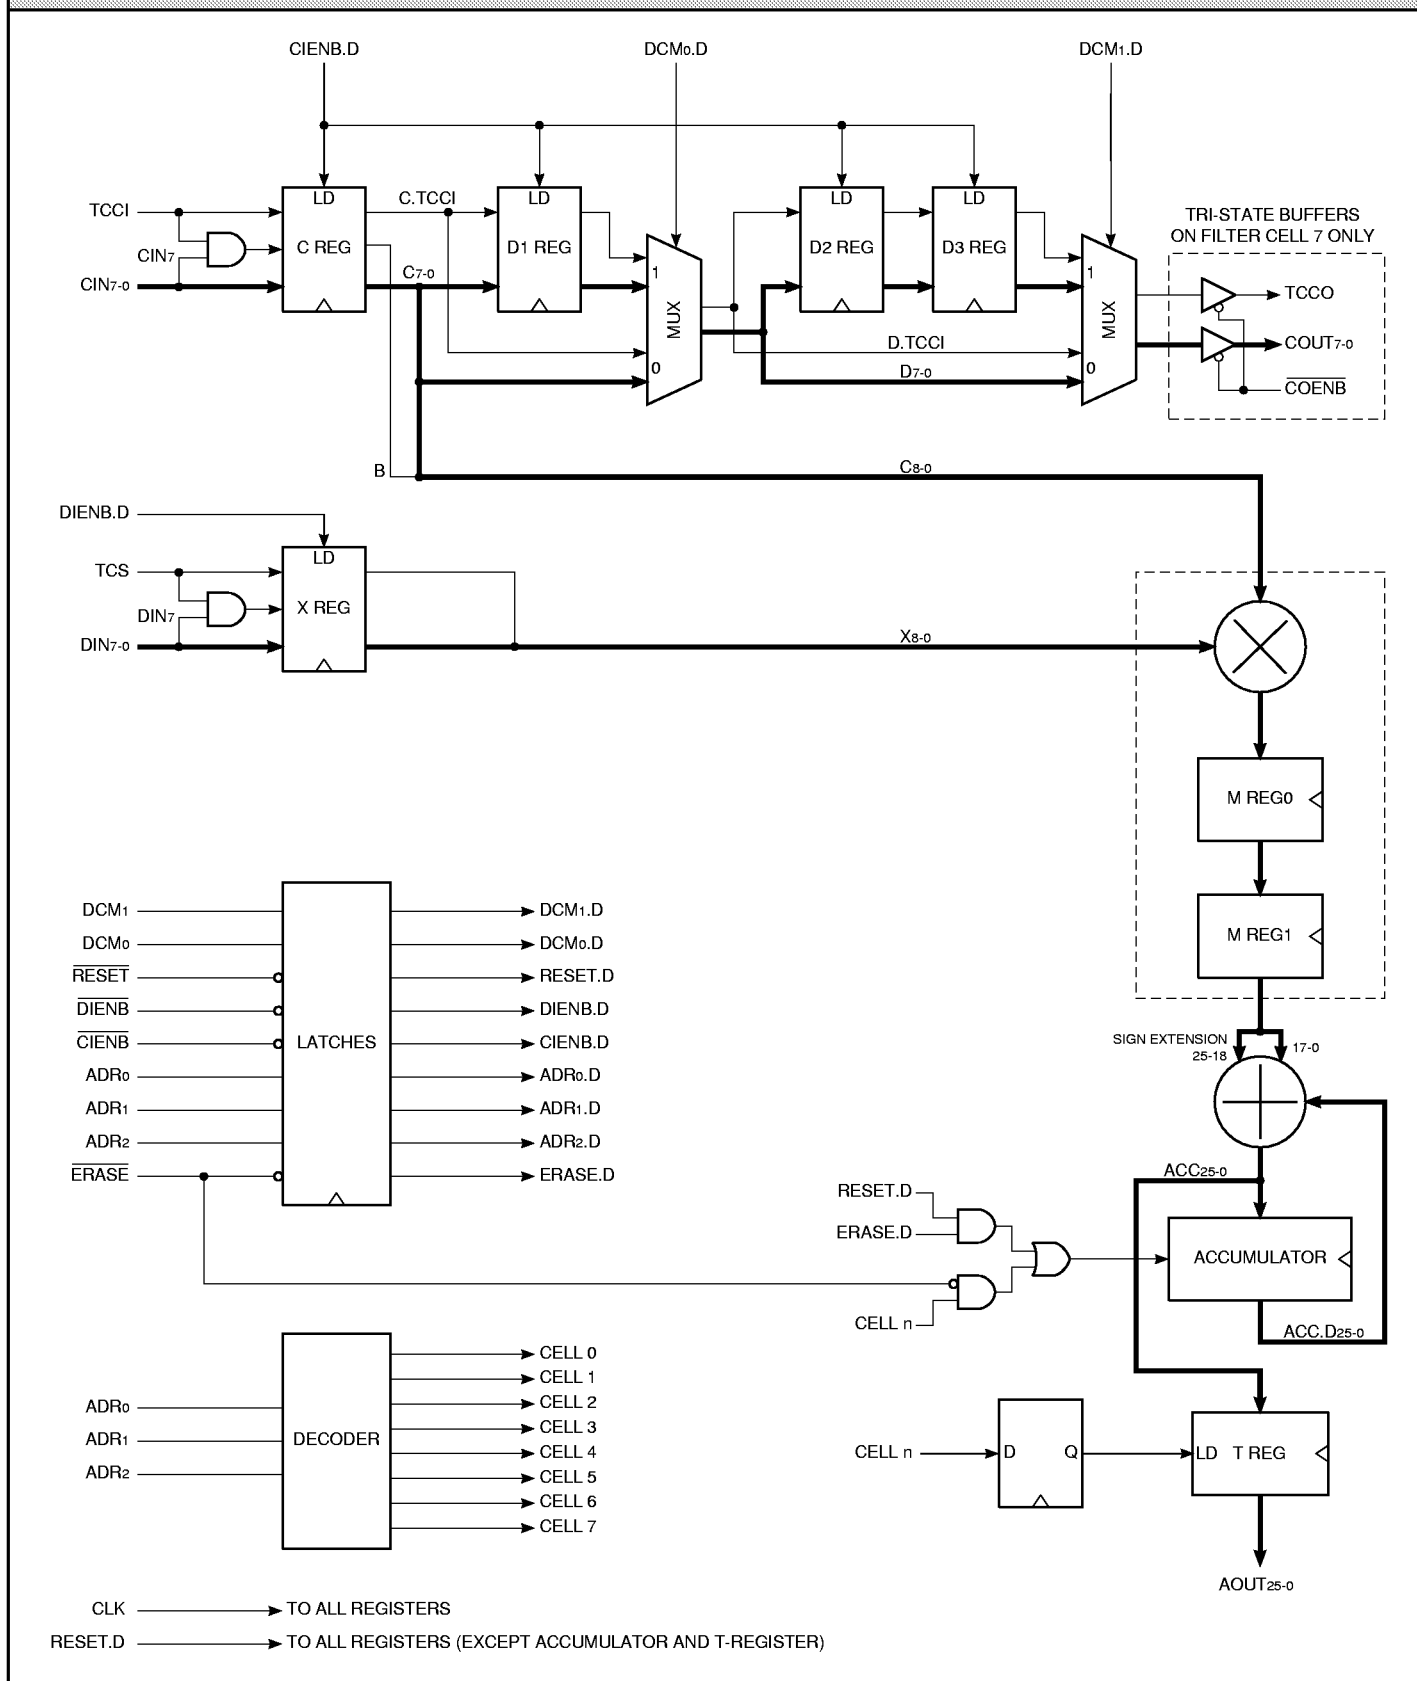 CIENB.D
DCM0.D
DCM1.D
TCCI
CIN7
CIN7-0
LD
C REG
C.TCCI
C7-0
LD
D1 REG
1
MUX
0
LD
D2 REG
LD
D3 REG
D.TCCI
D7-0
1
MUX
0
TRI-STATE BUFFERS
ON FILTER CELL 7 ONLY
TCCO
COUT7-0
COENB
B
C8-0
DIENB.D
TCS
DIN7
DIN7-0
LD
X REG
X8-0
M REG0
M REG1
SIGN EXTENSION
25-18
17-0
DCM1
DCM0
RESET
DIENB
CIENB
ADR0
ADR1
ADR2
ERASE
LATCHES
DCM1.D
DCM0.D
RESET.D
DIENB.D
CIENB.D
ADR0.D
ADR1.D
ADR2.D
ERASE.D
RESET.D
ERASE.D
CELL n
ACC25-0
ACCUMULATOR
ACC.D25-0
ADR0
ADR1
ADR2
DECODER
CELL 0
CELL 1
CELL 2
CELL 3
CELL 4
CELL 5
CELL 6
CELL 7
CELL n
D
Q
LD
T REG
AOUT25-0
CLK
TO ALL REGISTERS
RESET.D
TO ALL REGISTERS (EXCEPT ACCUMULATOR AND T-REGISTER)